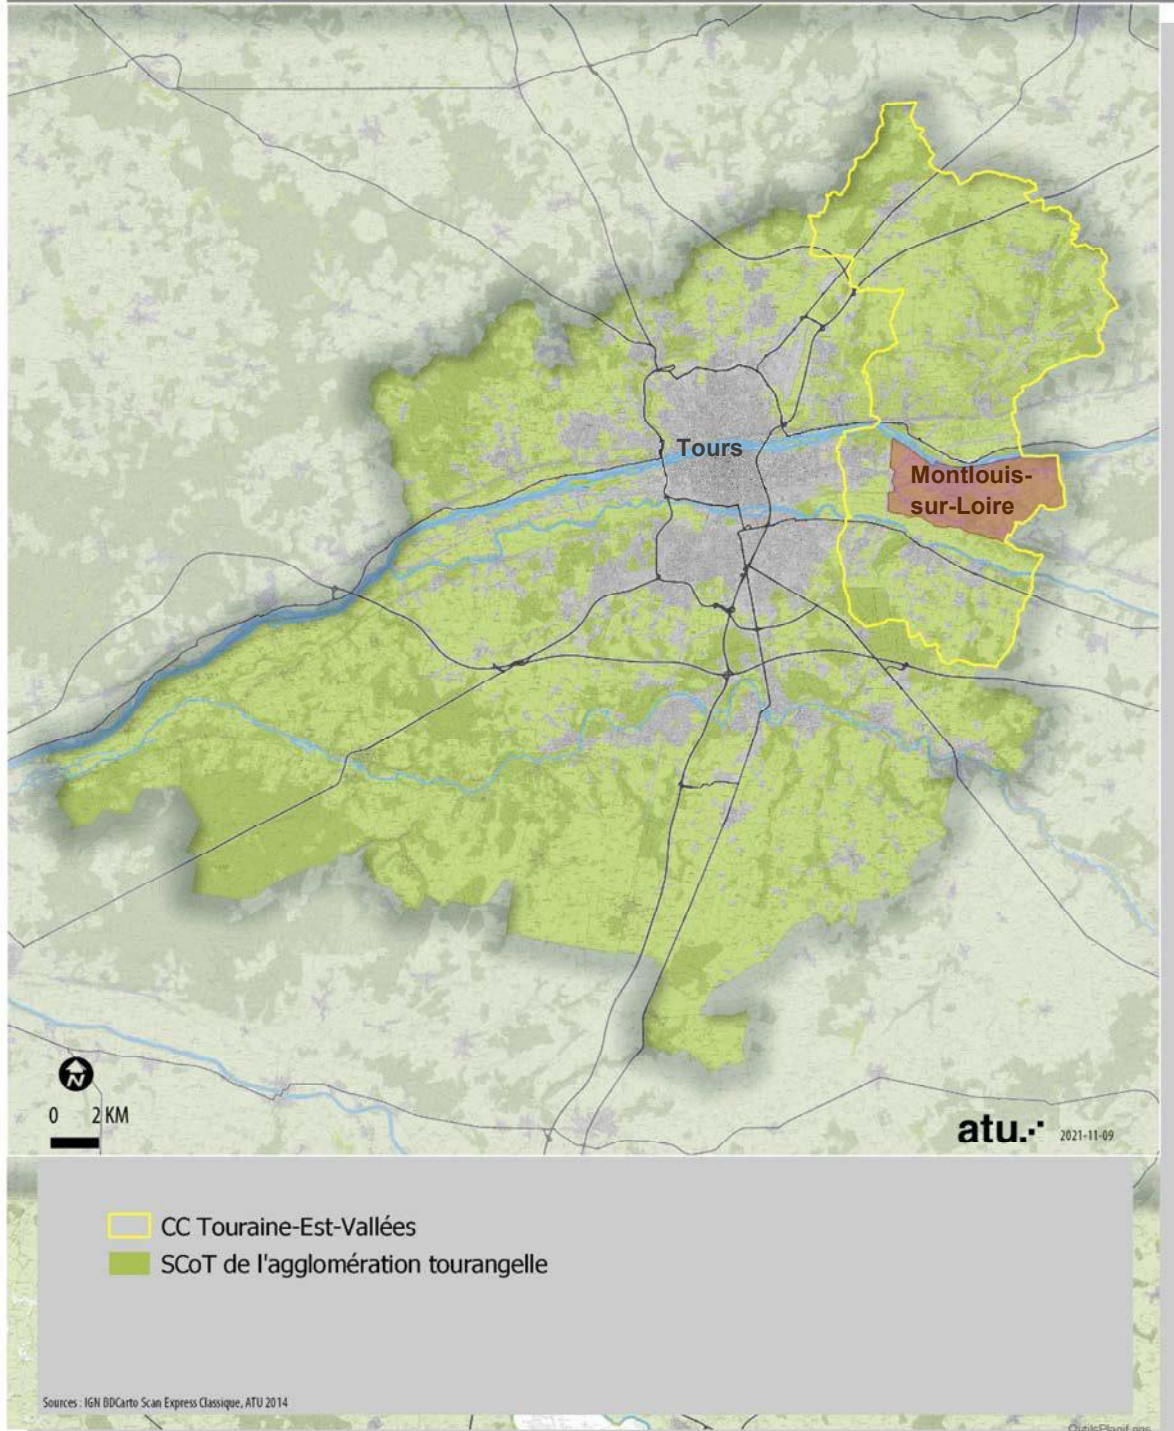 Tours
Montlouis-
sur-Loire
N
0 2 KM
atu.
2021-11-09
CC Touraine-Est-Vallées
SCoT de l'agglomération tourangelle
Sources : IGN BDCarto Scan Express Classique, ATU 2014